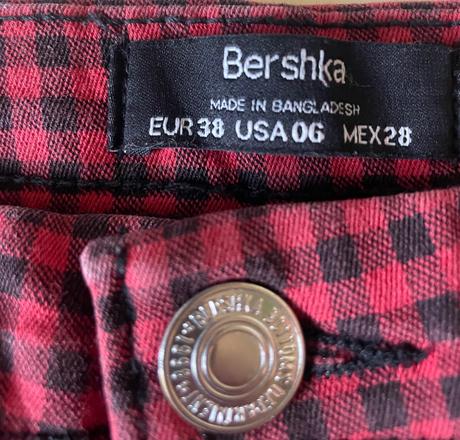 Bershka
MADE IN BANGLADESH
EUR 38 USA 06 MEX 28